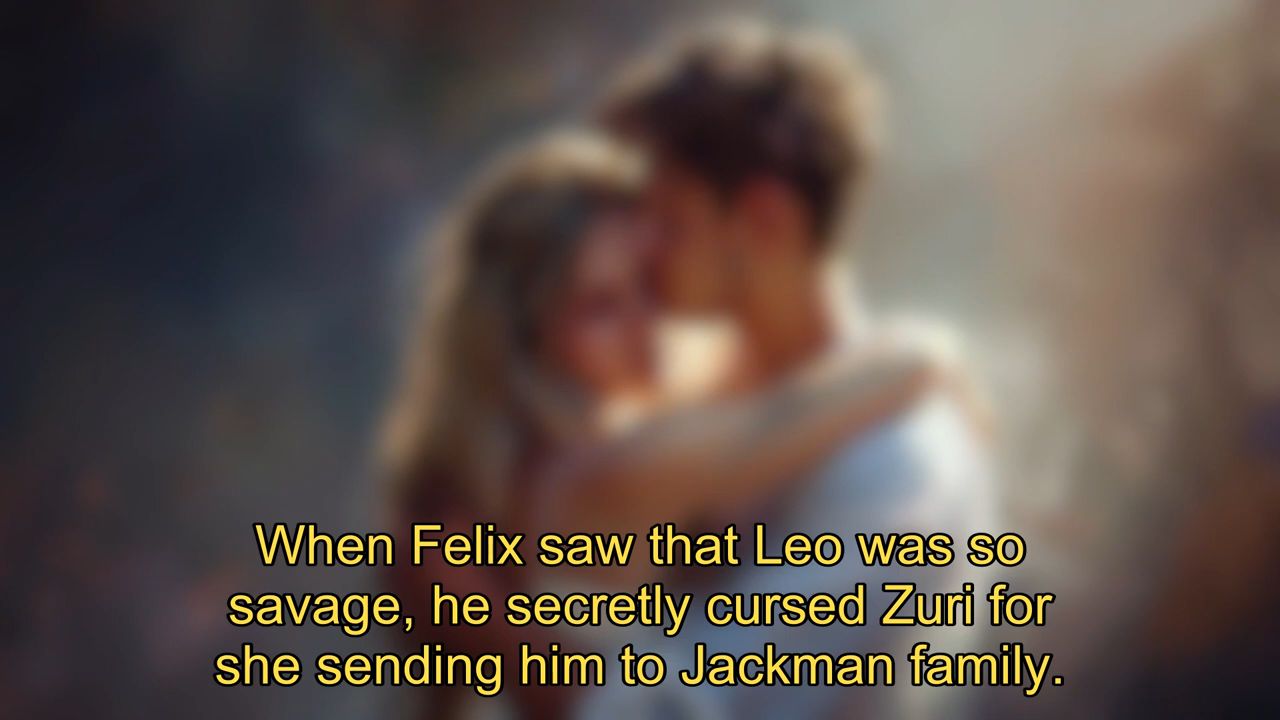 When Felix saw that Leo was so
savage, he secretly cursed Zuri for
she sending him to Jackman family.